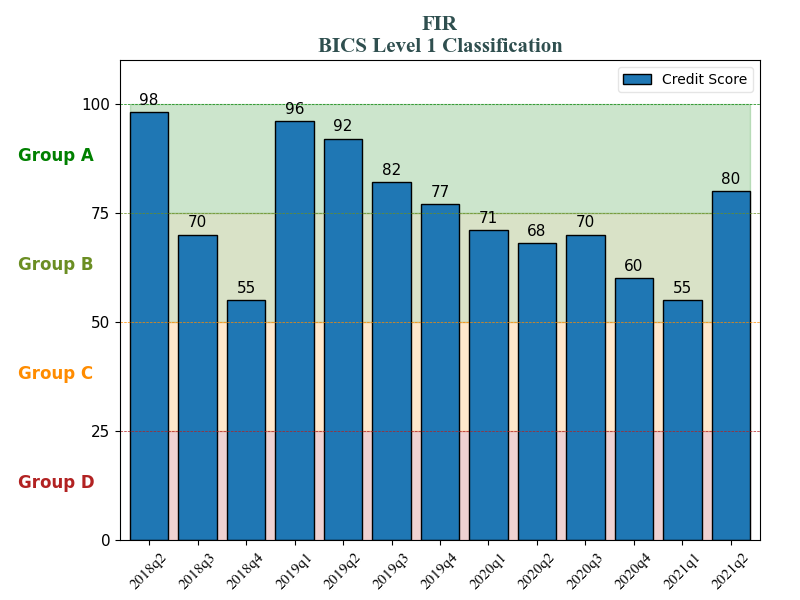 FIR
BICS Level 1 Classification
Credit Score
100
75
50
25
0
Group A
Group B
Group C
Group D
98
70
55
96
92
82
77
71
68
70
60
55
80
2018q2
2018q3
2018q4
2019q1
2019q2
2019q3
2019q4
2020q1
2020q2
2020q3
2020q4
2021q1
2021q2